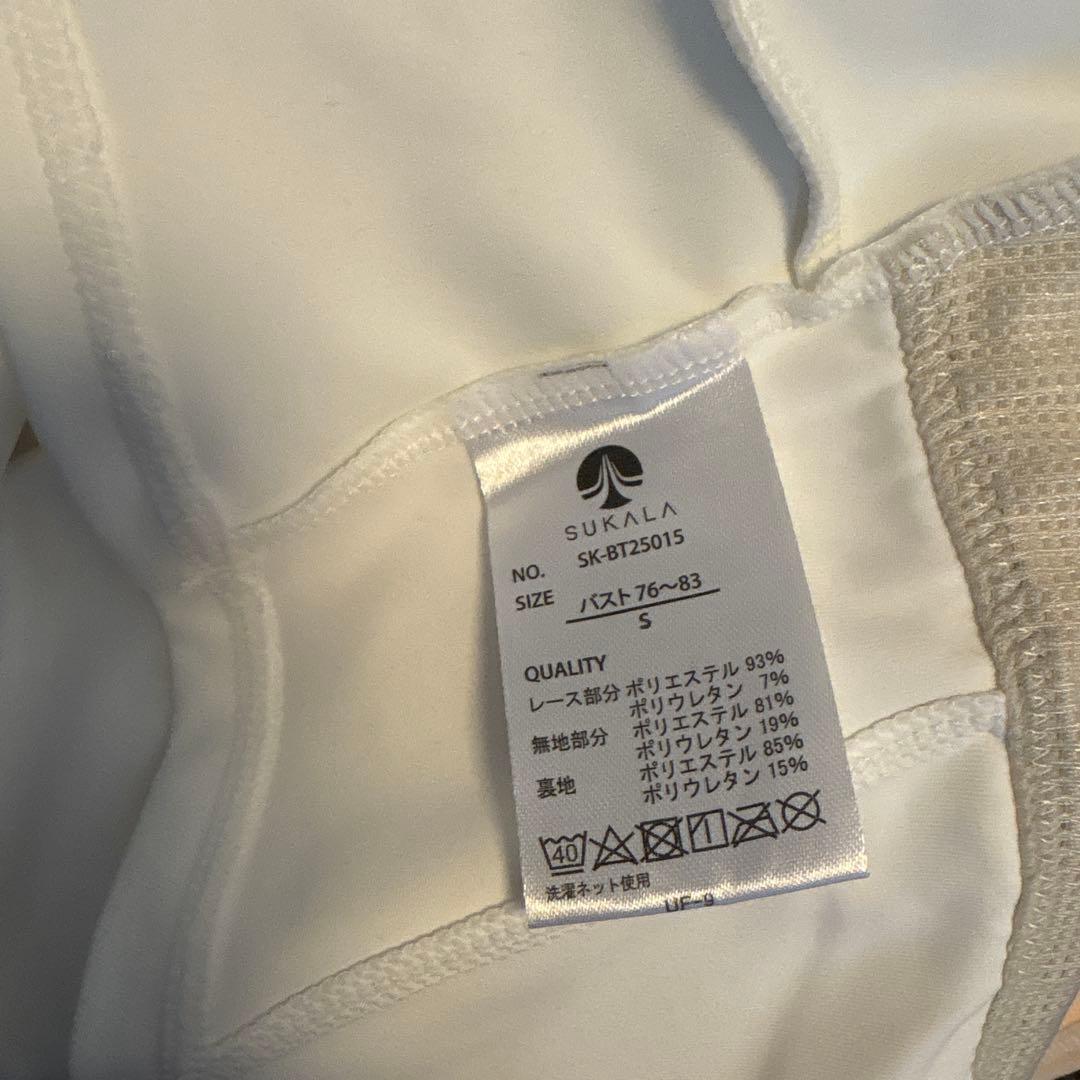 SUKALA
NO. SK-BT25015
SIZE バスト 76〜83
S
QUALITY
レース部分 ポリエステル 93%
ポリウレタン 7%
無地部分 ポリエステル 81%
ポリウレタン 19%
裏地 ポリエステル 85%
ポリウレタン 15%
40
洗濯ネット使用
UF-9